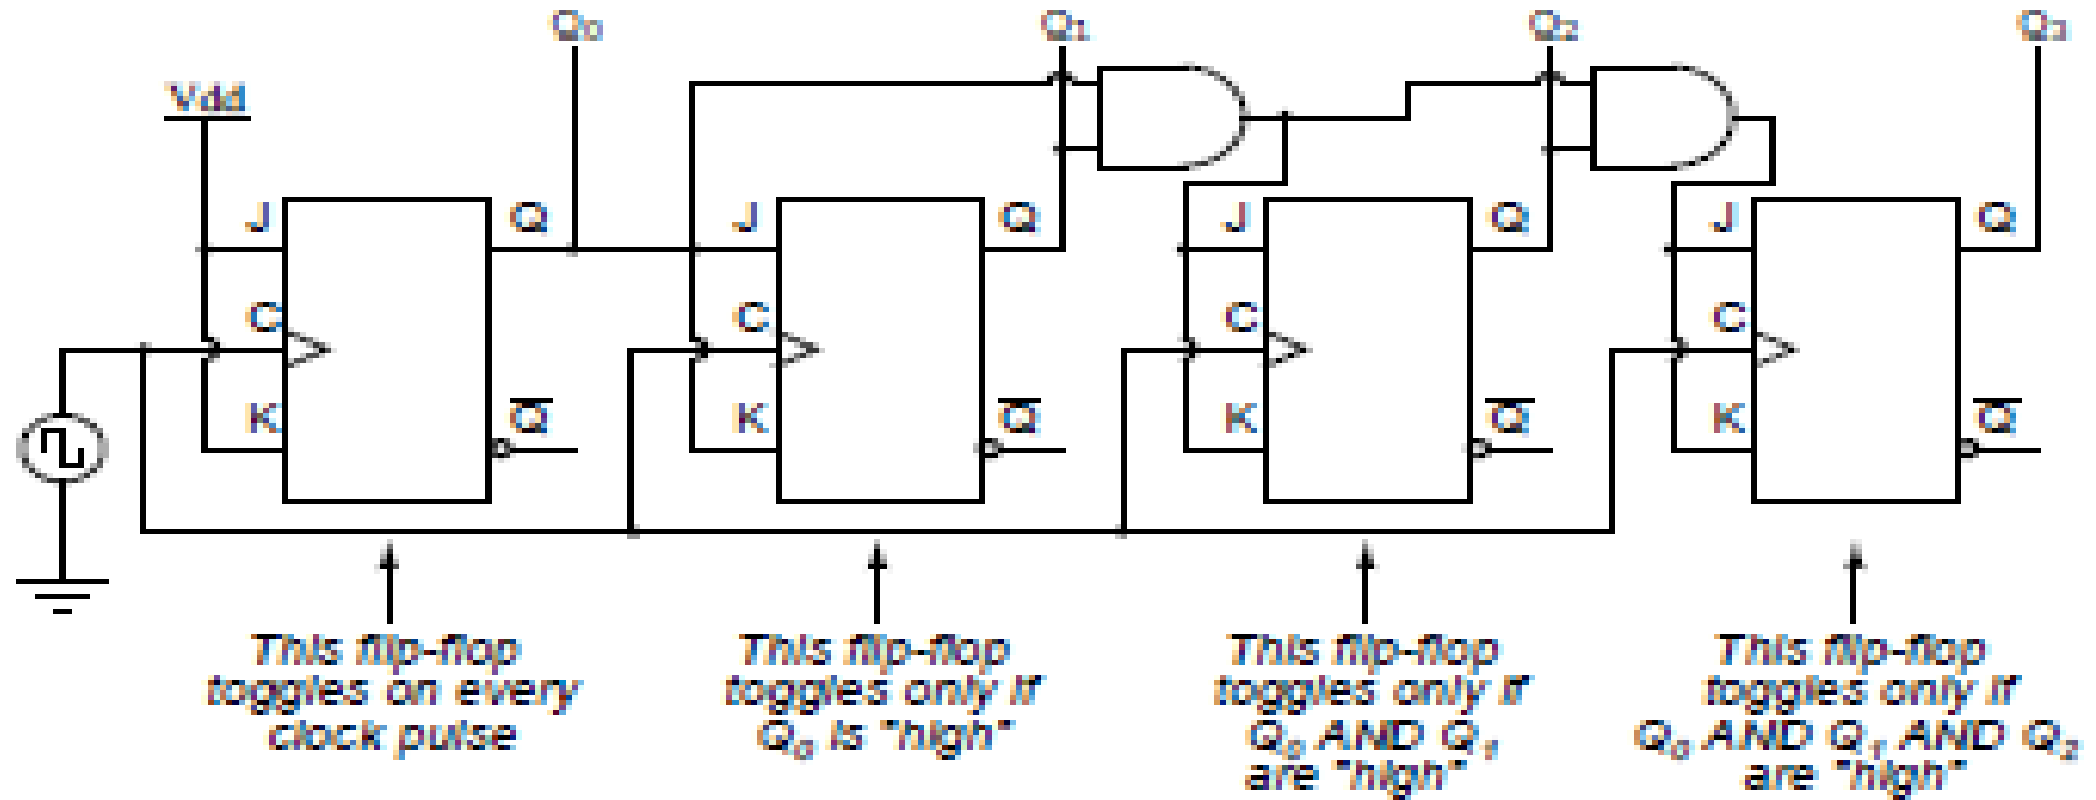 Q0 Q1 Q2 Q3
Vdd
J Q J Q J Q J Q
C C C C
K Q K Q K Q K Q
This flip-flop
toggles on every
clock pulse
This flip-flop
toggles only if
Q0 is "high"
This flip-flop
toggles only if
Q0 AND Q1
are "high"
This flip-flop
toggles only if
Q0 AND Q1 AND Q2
are "high"